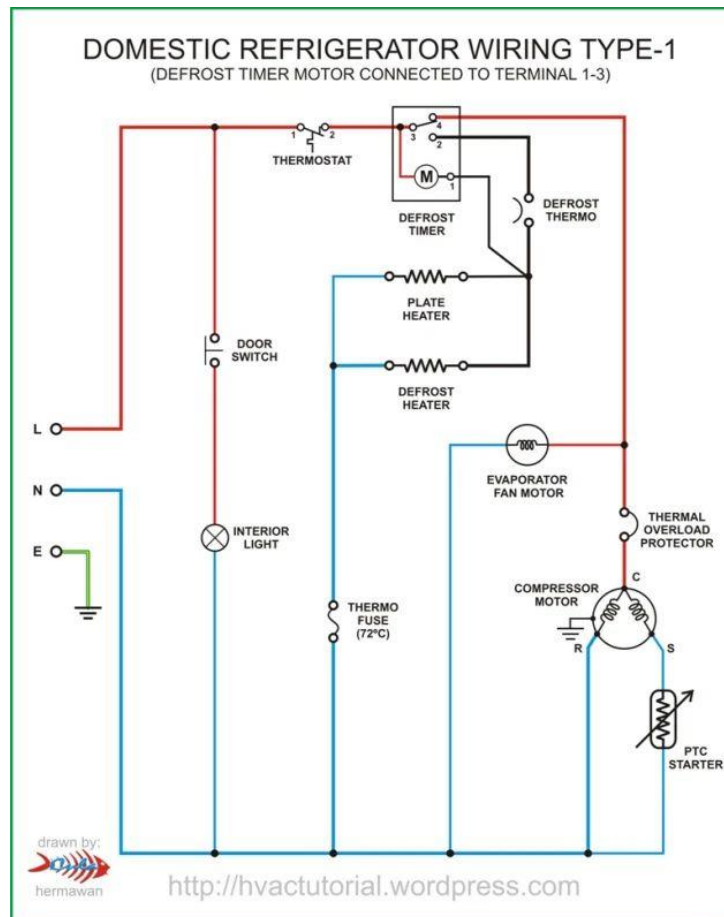 DOMESTIC REFRIGERATOR WIRING TYPE-1
(DEFROST TIMER MOTOR CONNECTED TO TERMINAL 1-3)
1
2
THERMOSTAT
3
4
2
M
1
DEFROST
TIMER
DEFROST
THERMO
PLATE
HEATER
DOOR
SWITCH
DEFROST
HEATER
L
N
E
EVAPORATOR
FAN MOTOR
INTERIOR
LIGHT
THERMAL
OVERLOAD
PROTECTOR
COMPRESSOR
MOTOR
C
R
S
THERMO
FUSE
(72ºC)
PTC
STARTER
drawn by:
hermawan
http://hvactutorial.wordpress.com